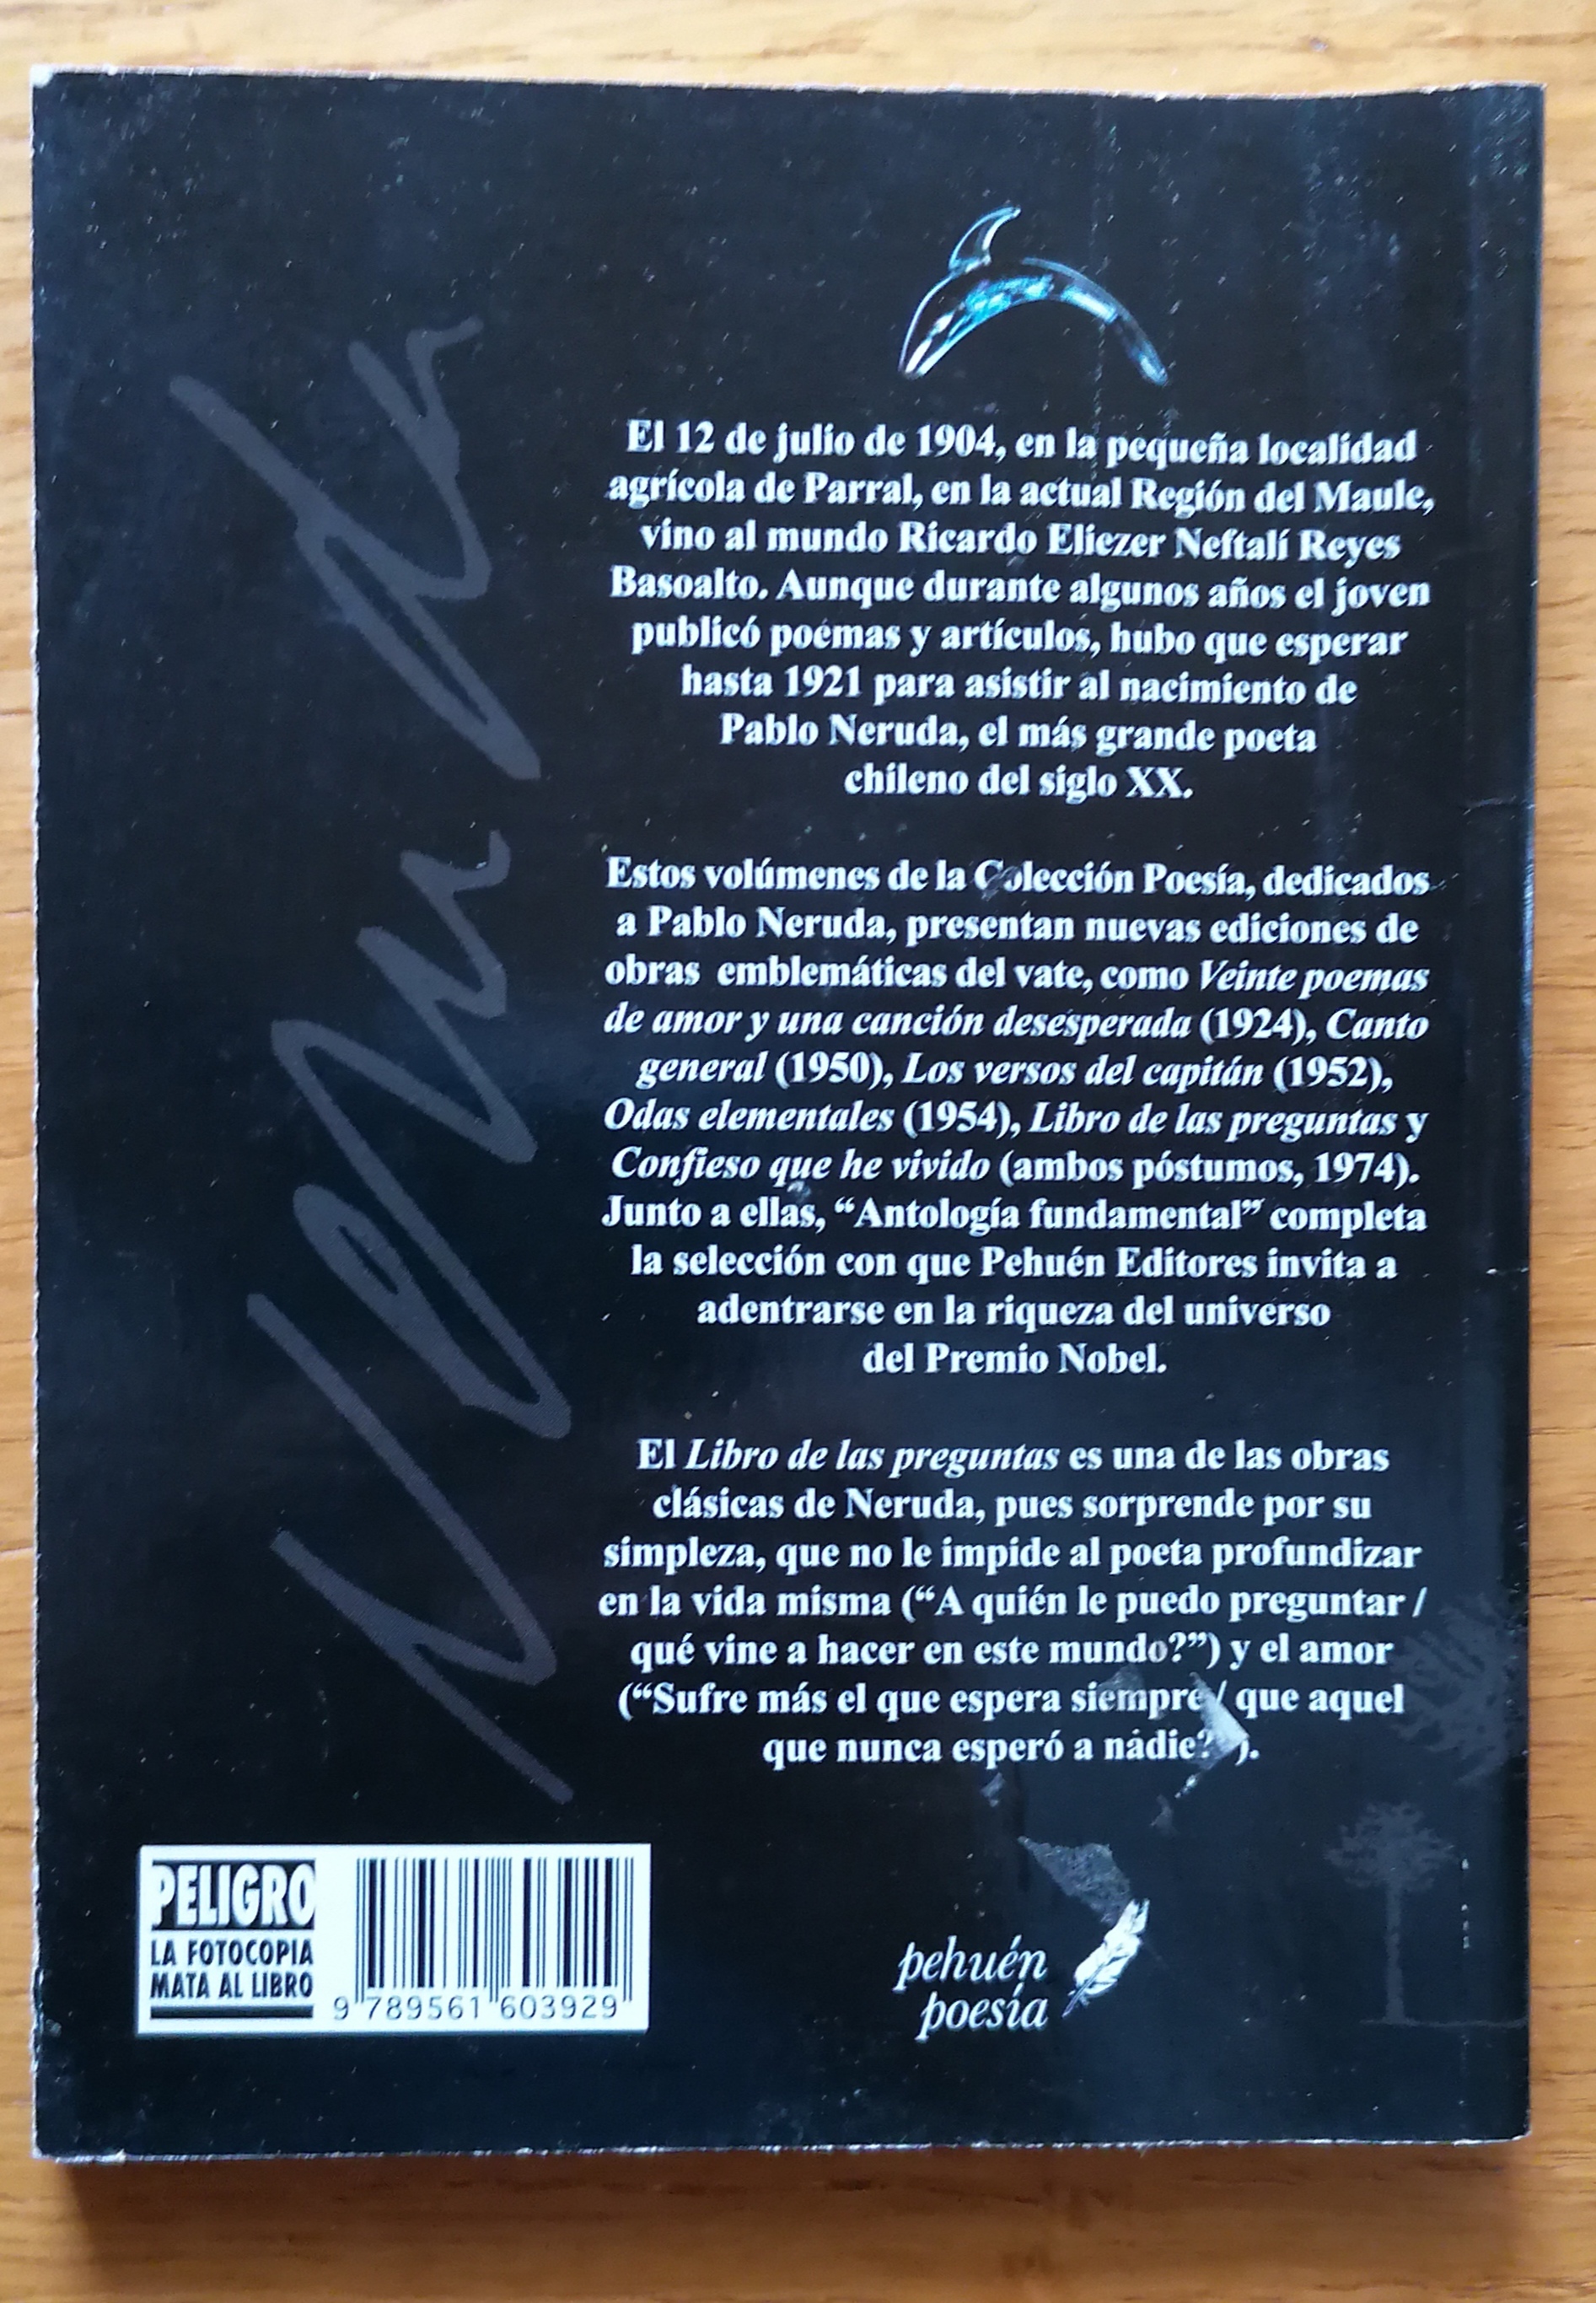 Neruda
El 12 de julio de 1904, en la pequeña localidad
agrícola de Parral, en la actual Región del Maule,
vino al mundo Ricardo Eliezer Neftalí Reyes
Basoalto. Aunque durante algunos años el joven
publicó poemas y artículos, hubo que esperar
hasta 1921 para asistir al nacimiento de
Pablo Neruda, el más grande poeta
chileno del siglo XX.
Estos volúmenes de la Colección Poesía, dedicados
a Pablo Neruda, presentan nuevas ediciones de
obras emblemáticas del vate, como Veinte poemas
de amor y una canción desesperada (1924), Canto
general (1950), Los versos del capitán (1952),
Odas elementales (1954), Libro de las preguntas y
Confieso que he vivido (ambos póstumos, 1974).
Junto a ellas, “Antología fundamental” completa
la selección con que Pehuén Editores invita a
adentrarse en la riqueza del universo
del Premio Nobel.
El Libro de las preguntas es una de las obras
clásicas de Neruda, pues sorprende por su
simpleza, que no le impide al poeta profundizar
en la vida misma (“A quién le puedo preguntar /
qué vine a hacer en este mundo?”) y el amor
(“Sufre más el que espera siempre / que aquel
que nunca esperó a nadie?”).
PELIGRO
LA FOTOCOPIA
MATA AL LIBRO
9 789561 603929
pehuén
poesía